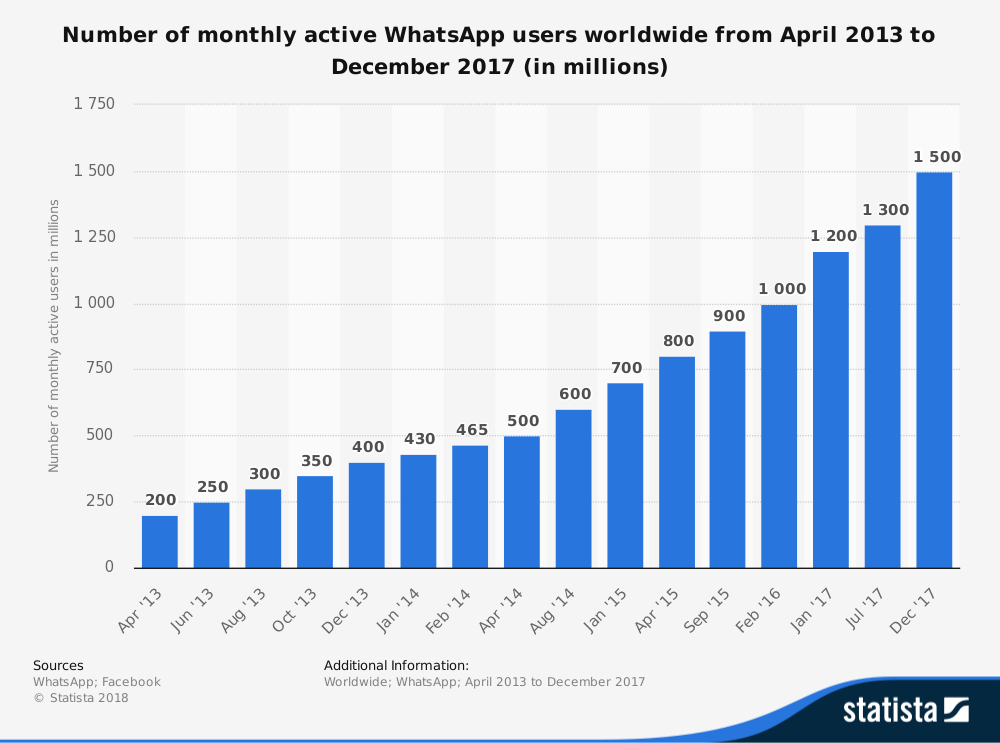 Number of monthly active WhatsApp users worldwide from April 2013 to
December 2017 (in millions)
Number of monthly active users in millions
1 750
1 500
1 250
1 000
750
500
250
0
200
250
300
350
400
430
465
500
600
700
800
900
1 000
1 200
1 300
1 500
Apr '13
Jun '13
Aug '13
Oct '13
Dec '13
Jan '14
Feb '14
Apr '14
Aug '14
Jan '15
Apr '15
Sep '15
Feb '16
Jan '17
Jul '17
Dec '17
Sources
WhatsApp; Facebook
© Statista 2018
Additional Information:
Worldwide; WhatsApp; April 2013 to December 2017
statista